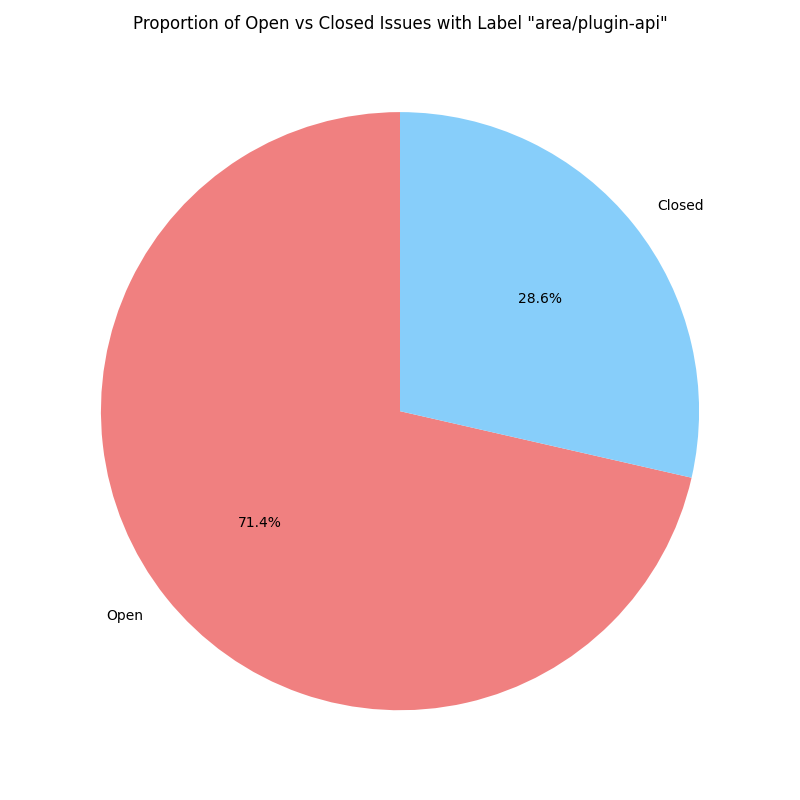 Proportion of Open vs Closed Issues with Label "area/plugin-api"
Closed
28.6%
71.4%
Open